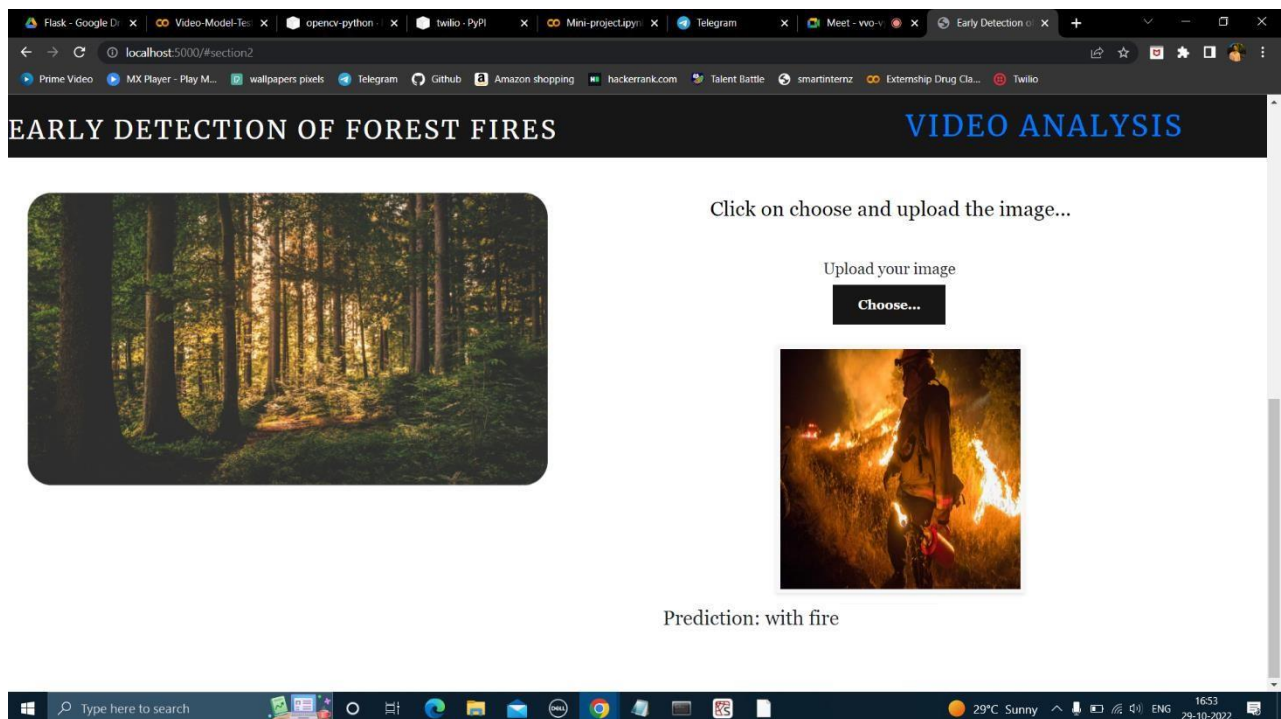 Flask - Google Dr
Video-Model-Tes
opencv-python -
twilio · PyPI
Mini-project.ipyn
Telegram
Meet - vvo-v
Early Detection o
localhost:5000/#section2
Prime Video
MX Player - Play M...
wallpapers pixels
Telegram
Github
Amazon shopping
hackerrank.com
Talent Battle
smartinternz
Externship Drug Cla...
Twilio
EARLY DETECTION OF FOREST FIRES
VIDEO ANALYSIS
Click on choose and upload the image...
Upload your image
Choose...
Prediction: with fire
Type here to search
DELL
29°C Sunny
ENG
16:53
29-10-2022